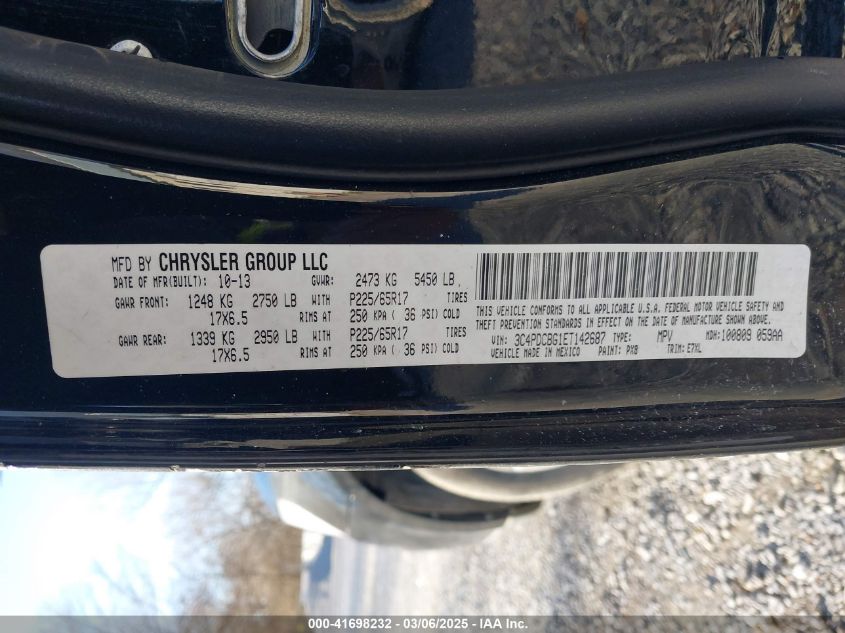 MFD BY CHRYSLER GROUP LLC
DATE OF MFR(BUILT): 10-13 GVWR: 2473 KG 5450 LB
GAWR FRONT: 1248 KG 2750 LB WITH P225/65R17 TIRES
17X6.5 RIMS AT 250 KPA ( 36 PSI) COLD
GAWR REAR: 1339 KG 2950 LB WITH P225/65R17 TIRES
17X6.5 RIMS AT 250 KPA ( 36 PSI) COLD
THIS VEHICLE CONFORMS TO ALL APPLICABLE U.S.A. FEDERAL MOTOR VEHICLE SAFETY AND
THEFT PREVENTION STANDARDS IN EFFECT ON THE DATE OF MANUFACTURE SHOWN ABOVE.
VIN: 3C4PDCBG1ET142687 TYPE: MPV MDH: 100809 059AA
VEHICLE MADE IN MEXICO PAINT: PX8 TRIM: E7XL
000-41698232 - 03/06/2025 - IAA Inc.